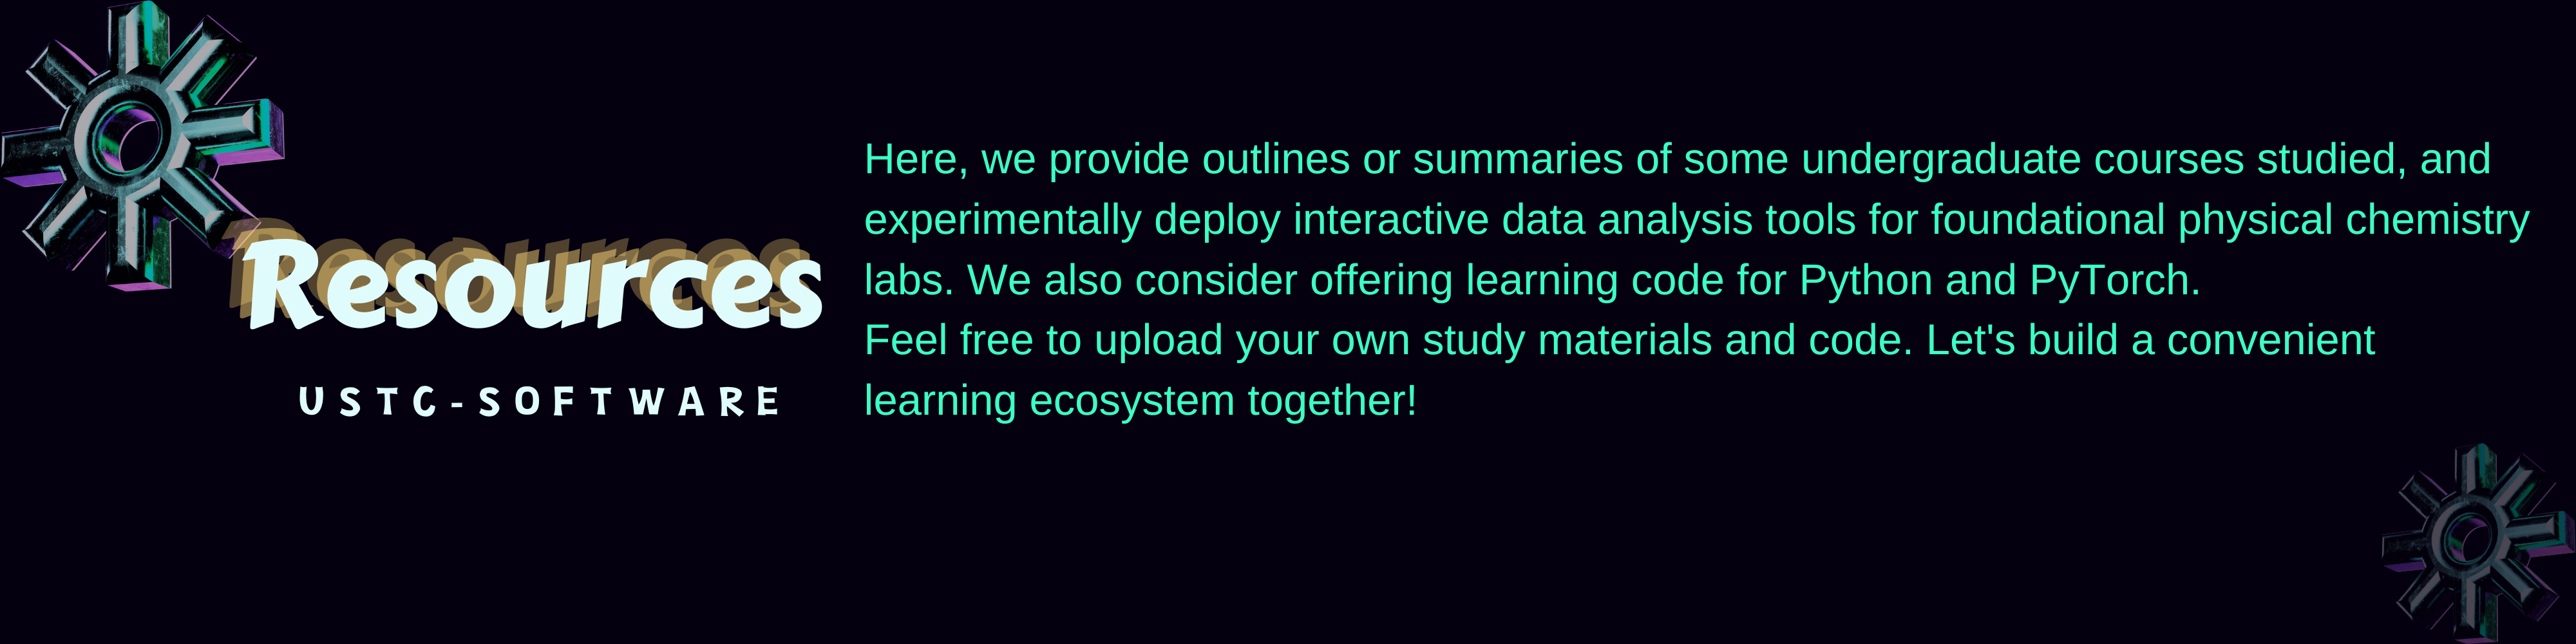 Resources
USTC-SOFTWARE
Here, we provide outlines or summaries of some undergraduate courses studied, and
experimentally deploy interactive data analysis tools for foundational physical chemistry
labs. We also consider offering learning code for Python and PyTorch.
Feel free to upload your own study materials and code. Let's build a convenient
learning ecosystem together!